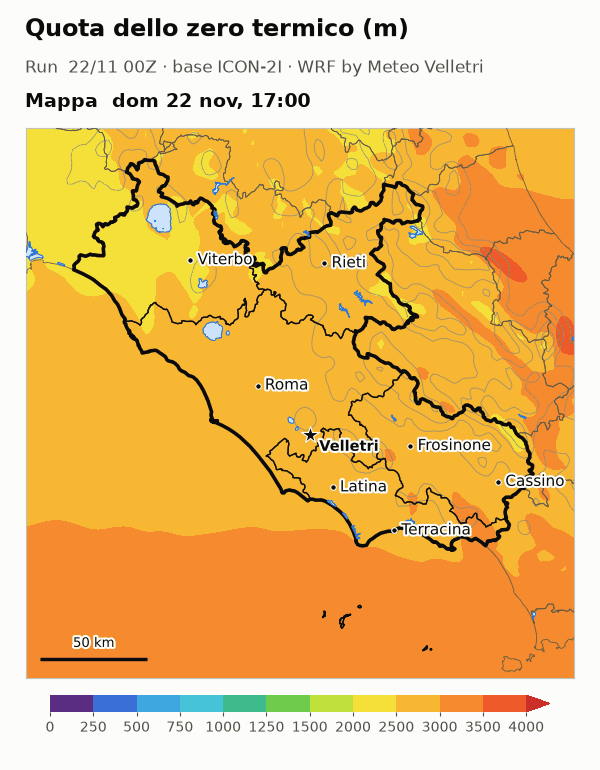 Quota dello zero termico (m)
Run  22/11 00Z · base ICON-2I · WRF by Meteo Velletri
Mappa  dom 22 nov, 17:00
Viterbo
Rieti
Roma
Velletri
Frosinone
Latina
Cassino
Terracina
50 km
0 250 500 750 1000 1250 1500 2000 2500 3000 3500 4000